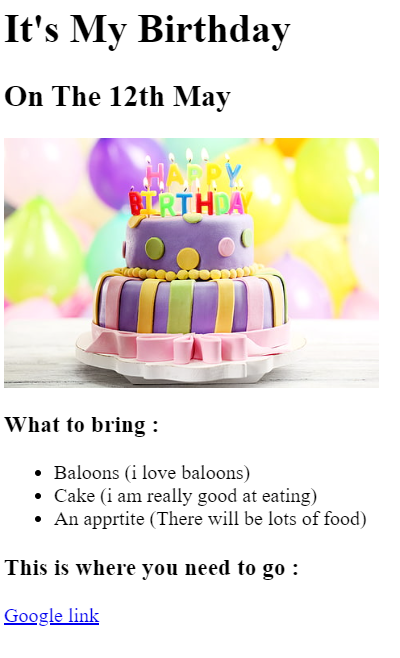 It's My Birthday
On The 12th May
HAPPY
BIRTHDAY
What to bring :
Baloons (i love baloons)
Cake (i am really good at eating)
An apprtite (There will be lots of food)
This is where you need to go :
Google link